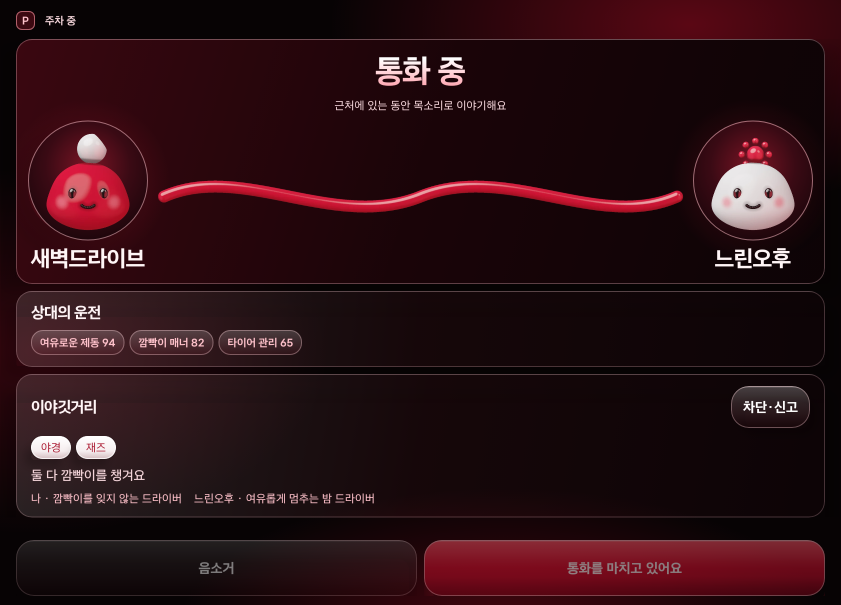 P 주차 중
통화 중
근처에 있는 동안 목소리로 이야기해요
새벽드라이브
느린오후
상대의 운전
여유로운 제동 94 깜빡이 매너 82 타이어 관리 65
이야깃거리
차단·신고
야경 재즈
둘 다 깜빡이를 챙겨요
나 · 깜빡이를 잊지 않는 드라이버 느린오후 · 여유롭게 멈추는 밤 드라이버
음소거
통화를 마치고 있어요